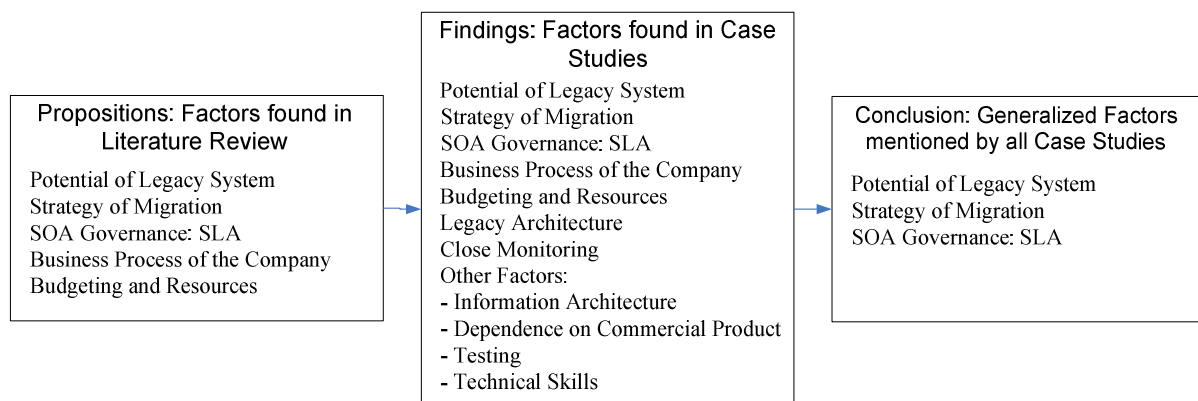 Propositions: Factors found in
Literature Review
Potential of Legacy System
Strategy of Migration
SOA Governance: SLA
Business Process of the Company
Budgeting and Resources
Findings: Factors found in Case
Studies
Potential of Legacy System
Strategy of Migration
SOA Governance: SLA
Business Process of the Company
Budgeting and Resources
Legacy Architecture
Close Monitoring
Other Factors:
- Information Architecture
- Dependence on Commercial Product
- Testing
- Technical Skills
Conclusion: Generalized Factors
mentioned by all Case Studies
Potential of Legacy System
Strategy of Migration
SOA Governance: SLA